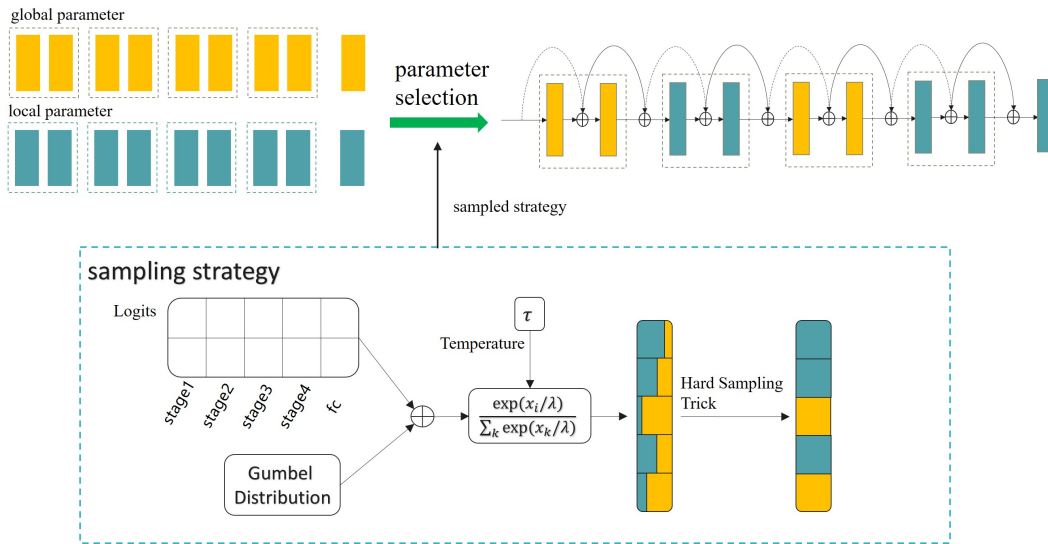 global parameter
local parameter
parameter
selection
sampled strategy
sampling strategy
Logits
stage1
stage2
stage3
stage4
fc
Gumbel
Distribution
τ
Temperature
exp(x_i/λ)
∑_k exp(x_k/λ)
Hard Sampling
Trick